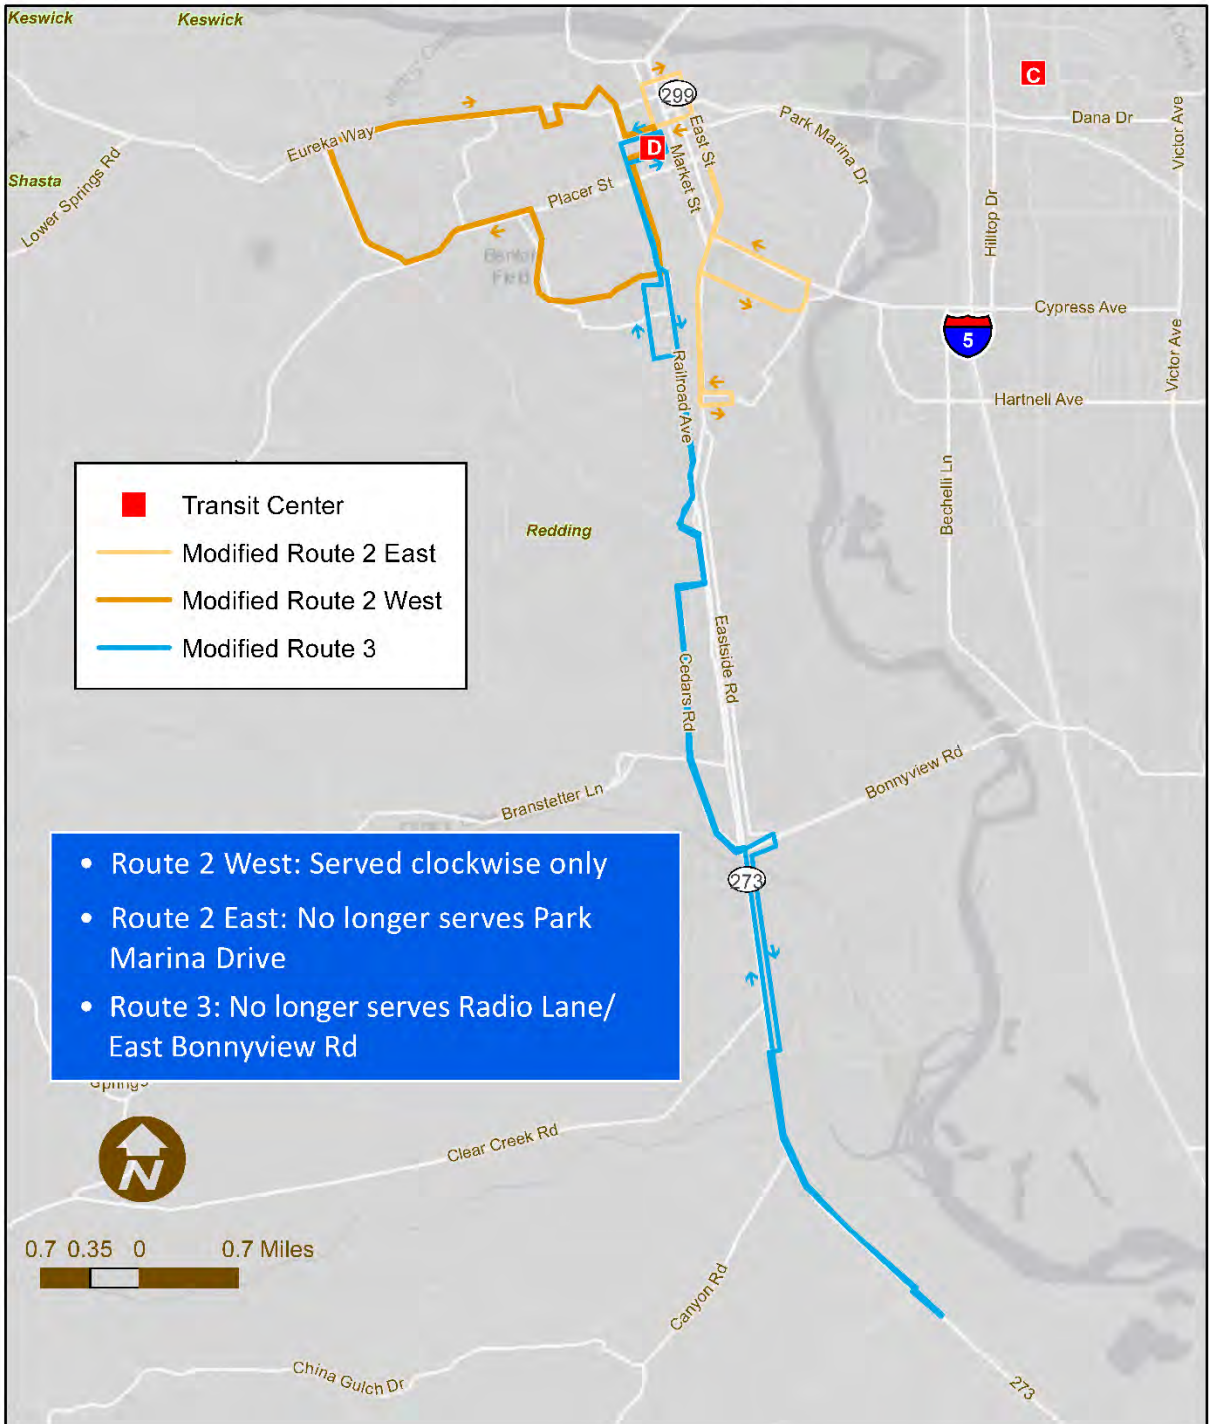 Keswick
Keswick
299
C
Dana Dr
Victor Ave
Park Marina Dr
East St
Market St
D
Eureka Way
Lower Springs Rd
Shasta
Placer St
Hilltop Dr
Benton
Field
Cypress Ave
5
Victor Ave
Railroad Ave
Hartnell Ave
Bechelli Ln
Transit Center
Modified Route 2 East
Modified Route 2 West
Modified Route 3
Redding
Eastside Rd
Cedars Rd
Bonnyview Rd
Branstetter Ln
273
• Route 2 West: Served clockwise only
• Route 2 East: No longer serves Park
Marina Drive
• Route 3: No longer serves Radio Lane/
East Bonnyview Rd
Springs
N
Clear Creek Rd
0.7 0.35 0 0.7 Miles
Canyon Rd
China Gulch Dr
273